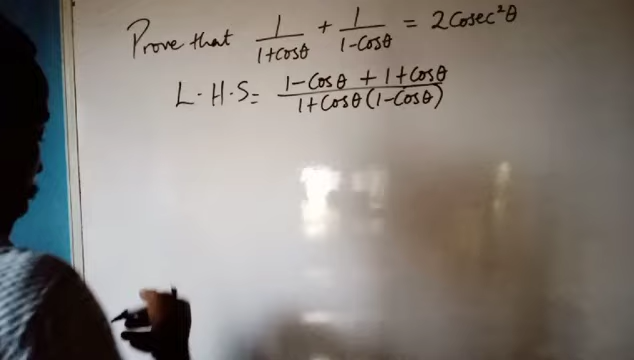 Prove that 1/1+cosθ + 1/1-cosθ = 2Cosec²θ
L.H.S= 1-Cosθ+1+Cosθ/1+Cosθ(1-Cosθ)